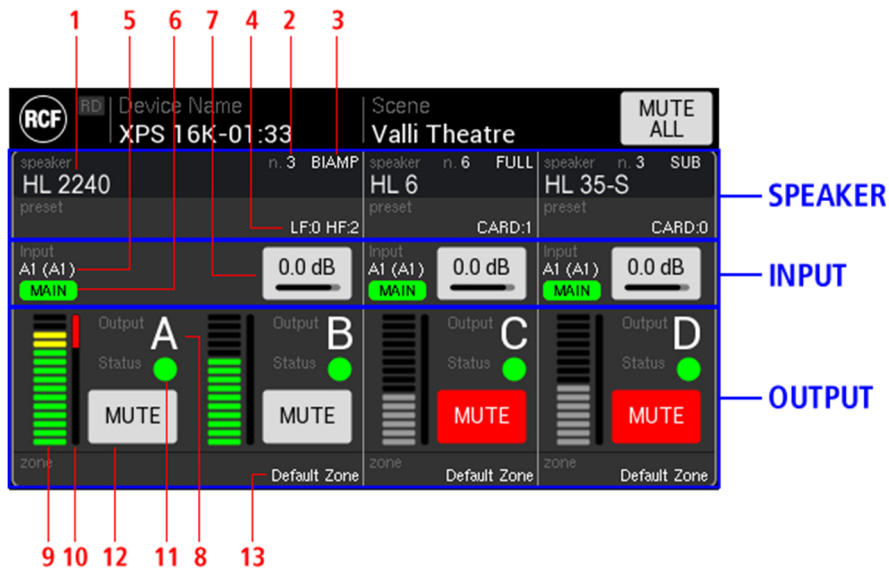 1 5 6 7 4 2 3
RCF RD Device Name Scene MUTE ALL
XPS 16K-01:33 Valli Theatre
speaker n. 3 BIAMP speaker n. 6 FULL speaker n. 3 SUB
HL 2240 HL 6 HL 35-S
SPEAKER
preset preset preset
LF:0 HF:2 CARD:1 CARD:0
Input Input Input
A1 (A1) 0.0 dB A1 (A1) 0.0 dB A1 (A1) 0.0 dB
INPUT
MAIN MAIN MAIN
Output A Output B Output C Output D
Status Status Status Status
OUTPUT
MUTE MUTE MUTE MUTE
zone zone zone
Default Zone Default Zone Default Zone
9 10 12 11 8 13